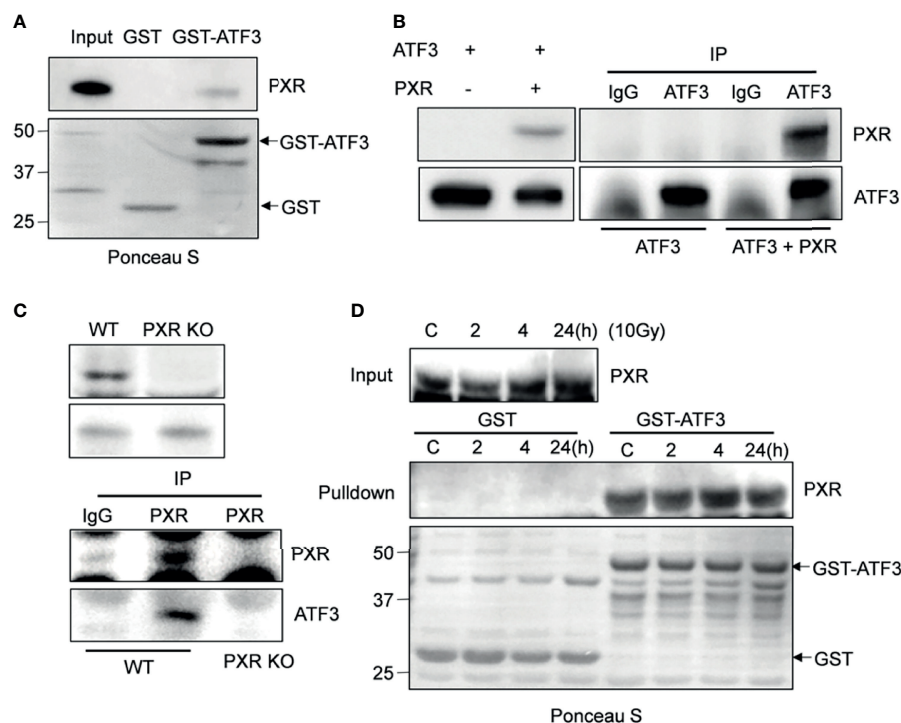 A
Input GST GST-ATF3
PXR
50
37
25
GST-ATF3
GST
Ponceau S
B
ATF3 + +
PXR - +
IP
IgG ATF3 IgG ATF3
PXR
ATF3
ATF3 ATF3 + PXR
C
WT PXR KO
IP
IgG PXR PXR
PXR
ATF3
WT PXR KO
D
C 2 4 24(h) (10Gy)
Input PXR
GST GST-ATF3
C 2 4 24(h) C 2 4 24(h)
Pulldown PXR
50
37
25
GST-ATF3
GST
Ponceau S